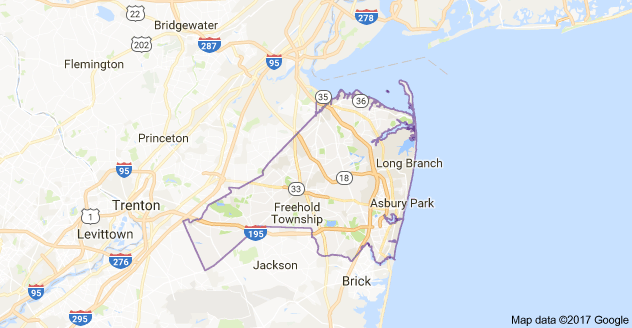 22
Bridgewater
278
202
287
Flemington
95
35
36
Princeton
Long Branch
95
18
33
Trenton
Asbury Park
1
Freehold
Township
Levittown
195
276
Jackson
Brick
95
295
Map data ©2017 Google